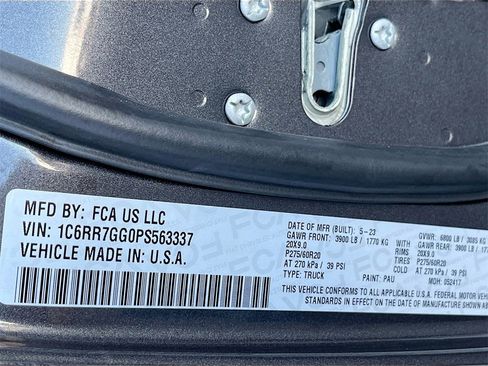 MFD BY: FCA US LLC
VIN: 1C6RR7GG0PS563337
VEHICLE MADE IN: U.S.A.
DATE OF MFR (BUILT): 5-23 GVWR: 6800 LB / 3085 KG
GAWR FRONT: 3900 LB / 1770 KG GAWR REAR: 3900 LB /
20X9.0 RIMS 20X9.0
P275/60R20 TIRES P275/60R20
AT 270 kPa / 39 PSI COLD AT 270 kPa / 39 PSI
TYPE: TRUCK PAINT: PAU MDH: 052417
THIS VEHICLE CONFORMS TO ALL APPLICABLE U.S.A. FEDERAL MOTOR VEHICLE
STANDARDS IN EFFECT ON THE DATE OF MANUFACTURE SHOWN